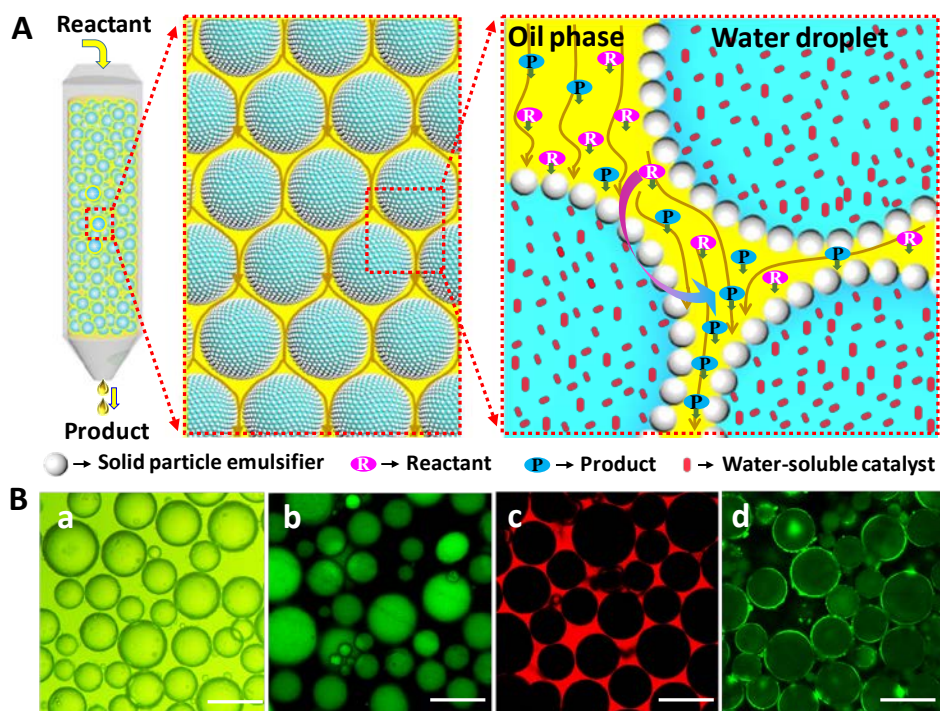 A
Reactant
Product
Oil phase
Water droplet
P
R
P
R
R
R
R
P
R
P
P
R
P
R
P
R
P
P
P
P
→ Solid particle emulsifier
R → Reactant
P → Product
→ Water-soluble catalyst
B
a
b
c
d